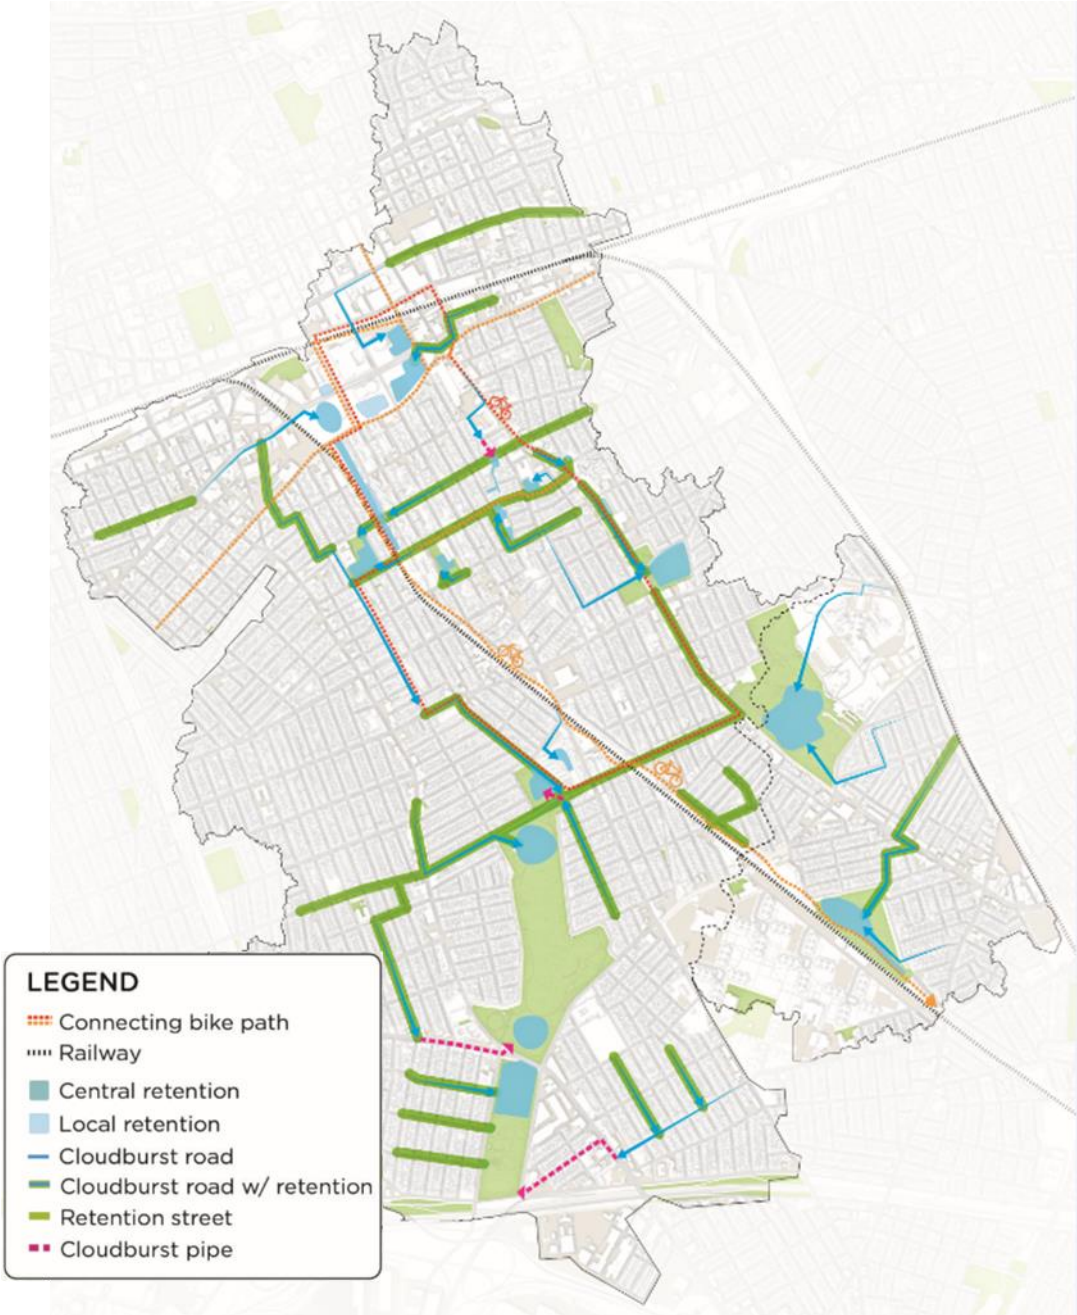 LEGEND
Connecting bike path
Railway
Central retention
Local retention
Cloudburst road
Cloudburst road w/ retention
Retention street
Cloudburst pipe